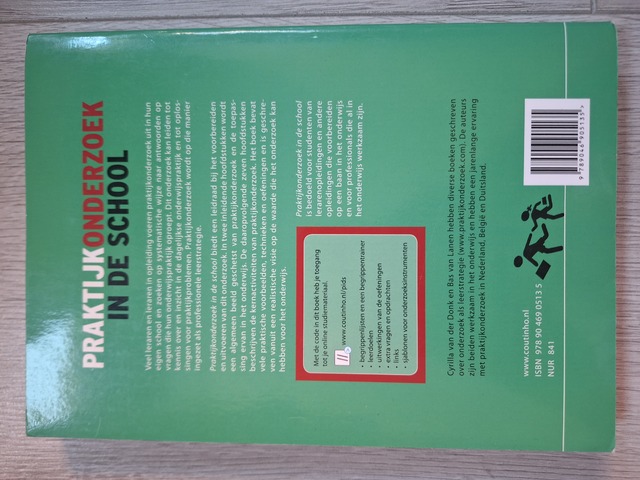 PRAKTIJKONDERZOEK
IN DE SCHOOL
Veel leraren en leraren in opleiding voeren praktijkonderzoek uit in hun
eigen school en zoeken op systematische wijze naar antwoorden op
vragen die hun onderwijspraktijk oproept. Dit onderzoek kan leiden tot
kennis over en inzicht in de dagelijkse onderwijspraktijk en tot oplos-
singen voor praktijkproblemen. Praktijkonderzoek wordt op die manier
ingezet als professionele leerstrategie.
Praktijkonderzoek in de school biedt een leidraad bij het voorbereiden
en uitvoeren van dit onderzoek. In twee inleidende hoofdstukken wordt
een algemeen beeld geschetst van praktijkonderzoek en de toepas-
sing ervan in het onderwijs. De daaropvolgende zeven hoofdstukken
beschrijven de kernactiviteiten van praktijkonderzoek. Het boek bevat
vele praktische voorbeelden, technieken en oefeningen en is geschre-
ven vanuit een realistische visie op de waarde die het onderzoek kan
hebben voor het onderwijs.
Praktijkonderzoek in de school
is bedoeld voor studenten van
lerarenopleidingen en andere
opleidingen die voorbereiden
op een baan in het onderwijs
en voor professionals die al in
het onderwijs werkzaam zijn.
Met de code in dit boek heb je toegang
tot je online studiemateriaal.
www.coutinho.nl/pids
• begrippenlijsten en een begrippentrainer
• leerdoelen
• uitwerkingen van de oefeningen
• extra vragen en opdrachten
• links
• sjablonen voor onderzoeksinstrumenten
Cyrilla van der Donk en Bas van Lanen hebben diverse boeken geschreven
over onderzoek als leerstrategie (www.praktijkonderzoek.com). De auteurs
zijn beiden werkzaam in het onderwijs en hebben een jarenlange ervaring
met praktijkonderzoek in Nederland, België en Duitsland.
www.coutinho.nl
ISBN 978 90 469 0513 5
NUR 841
9 789046 905135 >